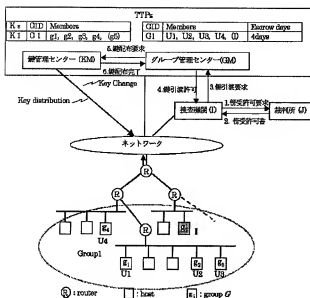 TTPs
Ks GID Members
K1 G1 g1, g2, g3, g4, (g5)
GID Members Escrow days
G1 U1, U2, U3, U4, (I) 4days
5.鍵配布要求
鍵管理センター(KM)
グループ管理センター(GM)
6.鍵配布完了
Key Change
Key distribution
4.鍵引渡許可
3.鍵引渡要求
捜査機関(I)
1.傍受許可要求
裁判所(J)
2.傍受許可書
ネットワーク
R
R
R
R
g4
U4
I
Group1
g1
g2
g3
U1
U2
U3
R :router
:host
gi :group G